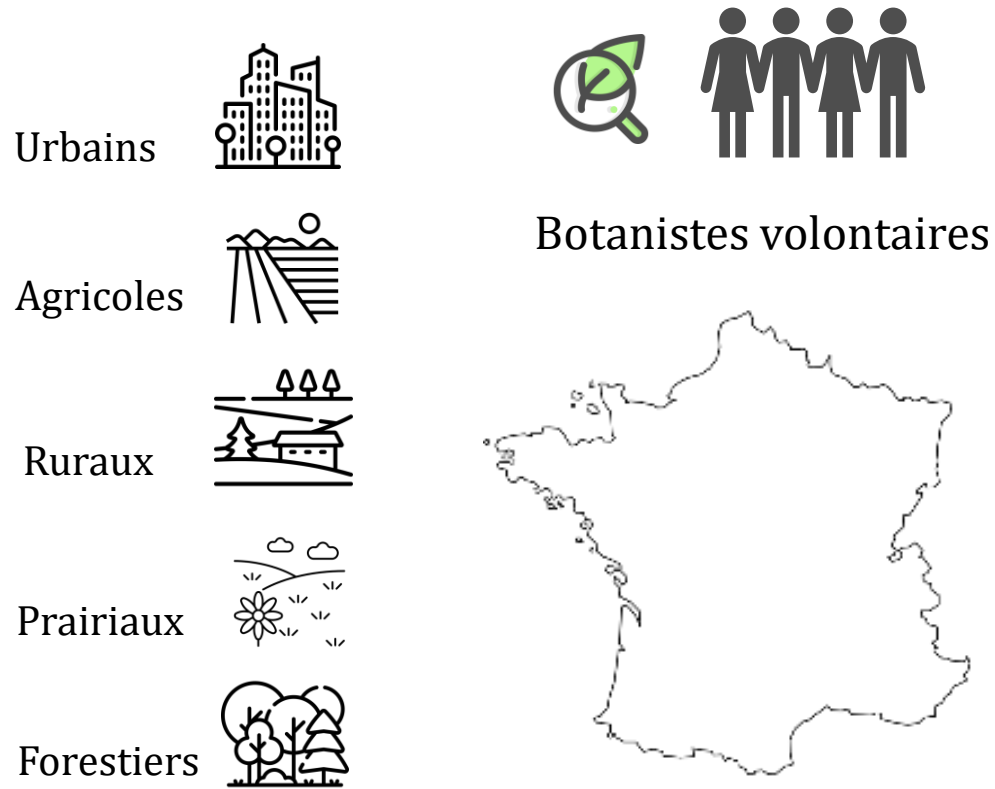 Urbains
Agricoles
Ruraux
Prairiaux
Forestiers
Botanistes volontaires